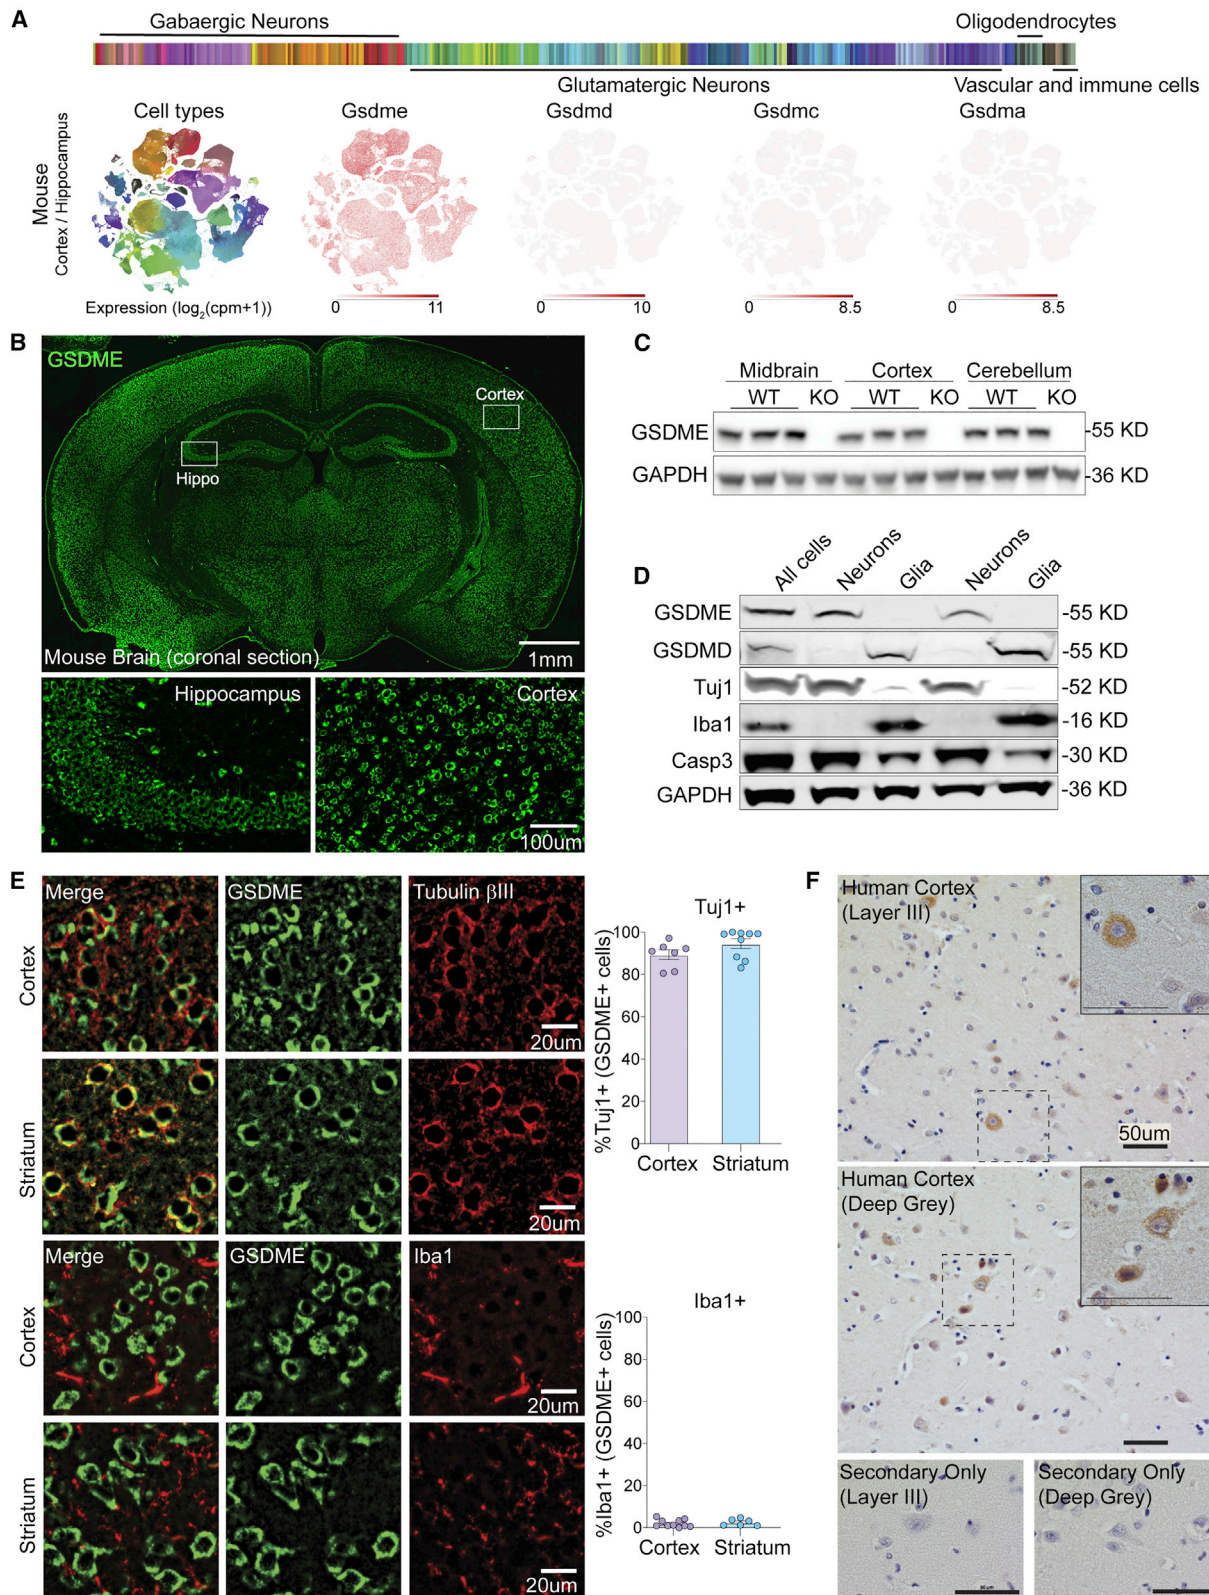 A
Gabaergic Neurons
Oligodendrocytes
Glutamatergic Neurons
Vascular and immune cells
Mouse
Cortex / Hippocampus
Cell types
Gsdme
Gsdmd
Gsdmc
Gsdma
Expression (log2(cpm+1))
0 11
0 10
0 8.5
0 8.5
B
GSDME
Cortex
Hippo
Mouse Brain (coronal section)
1mm
Hippocampus
Cortex
100um
C
Midbrain Cortex Cerebellum
WT KO WT KO WT KO
GSDME -55 KD
GAPDH -36 KD
D
All cells Neurons Glia Neurons Glia
GSDME -55 KD
GSDMD -55 KD
Tuj1 -52 KD
Iba1 -16 KD
Casp3 -30 KD
GAPDH -36 KD
E
Merge GSDME Tubulin βIII
Cortex
20um
Striatum
20um
Merge GSDME Iba1
Cortex
20um
Striatum
20um
Tuj1+
%Tuj1+ (GSDME+ cells)
100
80
60
40
20
0
Cortex Striatum
Iba1+
%Iba1+ (GSDME+ cells)
100
80
60
40
20
0
Cortex Striatum
F
Human Cortex
(Layer III)
50um
Human Cortex
(Deep Grey)
Secondary Only
(Layer III)
Secondary Only
(Deep Grey)